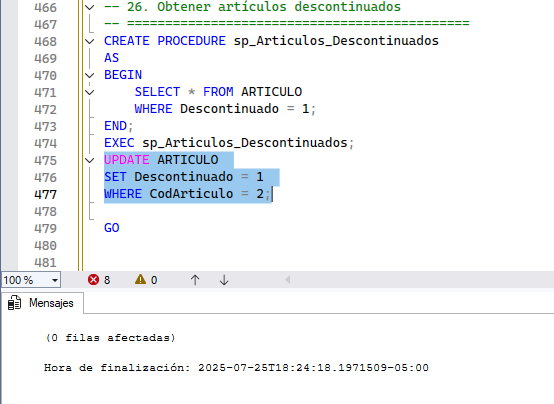 466 -- 26. Obtener artículos descontinuados
467 -- =============================================
468 CREATE PROCEDURE sp_Articulos_Descontinuados
469 AS
470 BEGIN
471 SELECT * FROM ARTICULO
472 WHERE Descontinuado = 1;
473 END;
474 EXEC sp_Articulos_Descontinuados;
475 UPDATE ARTICULO
476 SET Descontinuado = 1
477 WHERE CodArticulo = 2;
478
479 GO
480
481
100 % 8 0
Mensajes
(0 filas afectadas)
Hora de finalización: 2025-07-25T18:24:18.1971509-05:00